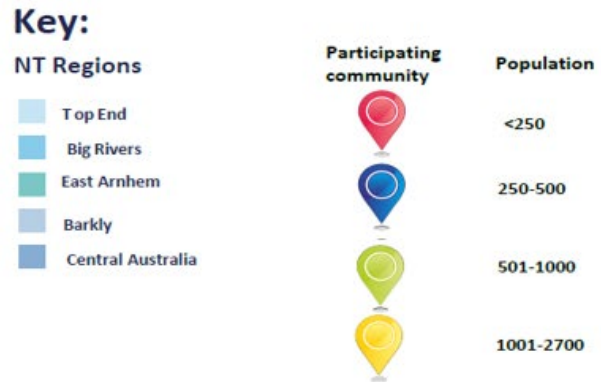 Key:
NT Regions
Top End
Big Rivers
East Arnhem
Barkly
Central Australia
Participating
community
Population
<250
250-500
501-1000
1001-2700